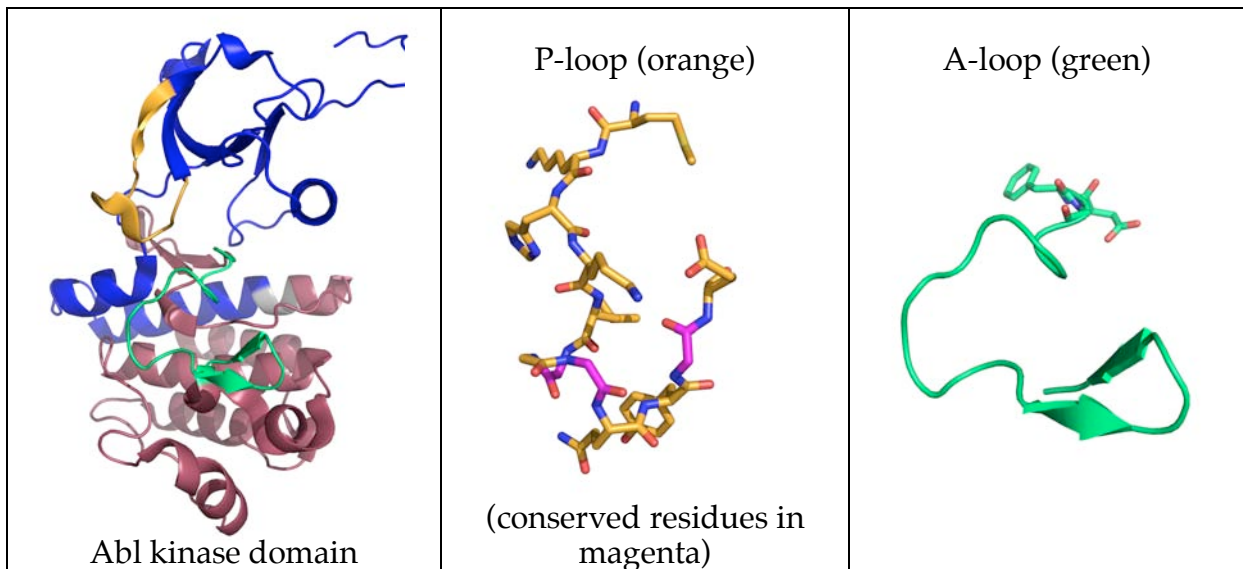 Abl kinase domain
P-loop (orange)
(conserved residues in
magenta)
A-loop (green)